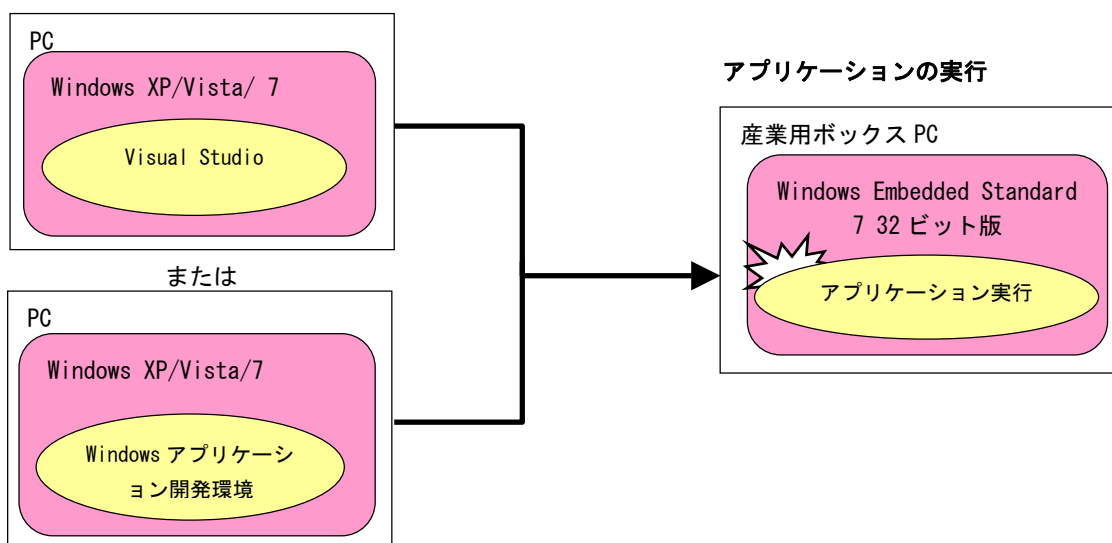 PC
Windows XP/Vista/ 7
Visual Studio
または
PC
Windows XP/Vista/7
Windows アプリケーシ
ョン開発環境
アプリケーションの実行
産業用ボックス PC
Windows Embedded Standard
7 32 ビット版
アプリケーション実行